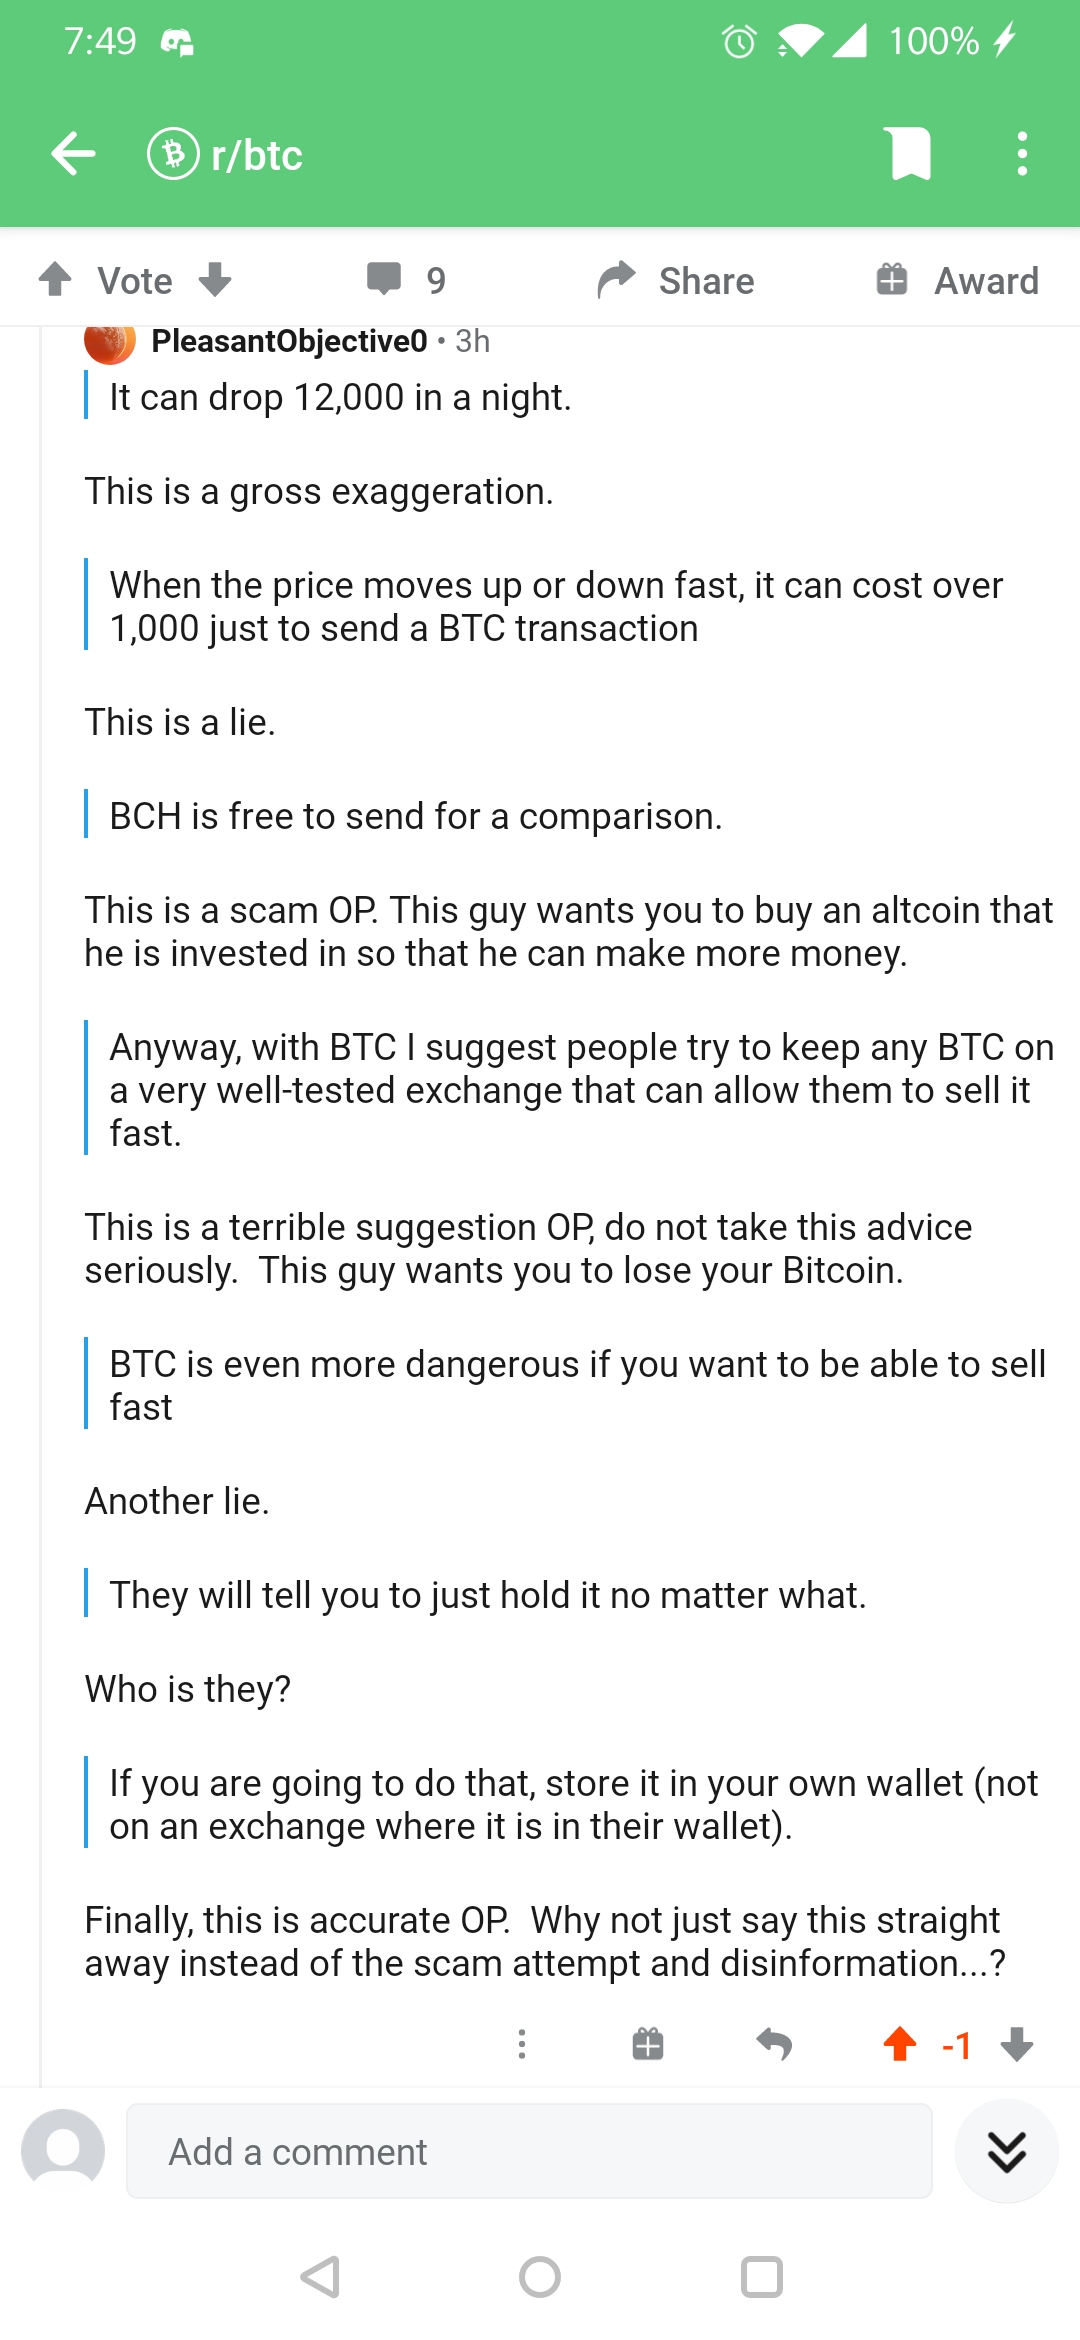 7:49
100%
r/btc
Vote
9
Share
Award
PleasantObjective0 • 3h
It can drop 12,000 in a night.
This is a gross exaggeration.
When the price moves up or down fast, it can cost over
1,000 just to send a BTC transaction
This is a lie.
BCH is free to send for a comparison.
This is a scam OP. This guy wants you to buy an altcoin that
he is invested in so that he can make more money.
Anyway, with BTC I suggest people try to keep any BTC on
a very well-tested exchange that can allow them to sell it
fast.
This is a terrible suggestion OP, do not take this advice
seriously.  This guy wants you to lose your Bitcoin.
BTC is even more dangerous if you want to be able to sell
fast
Another lie.
They will tell you to just hold it no matter what.
Who is they?
If you are going to do that, store it in your own wallet (not
on an exchange where it is in their wallet).
Finally, this is accurate OP.  Why not just say this straight
away instead of the scam attempt and disinformation...?
-1
Add a comment